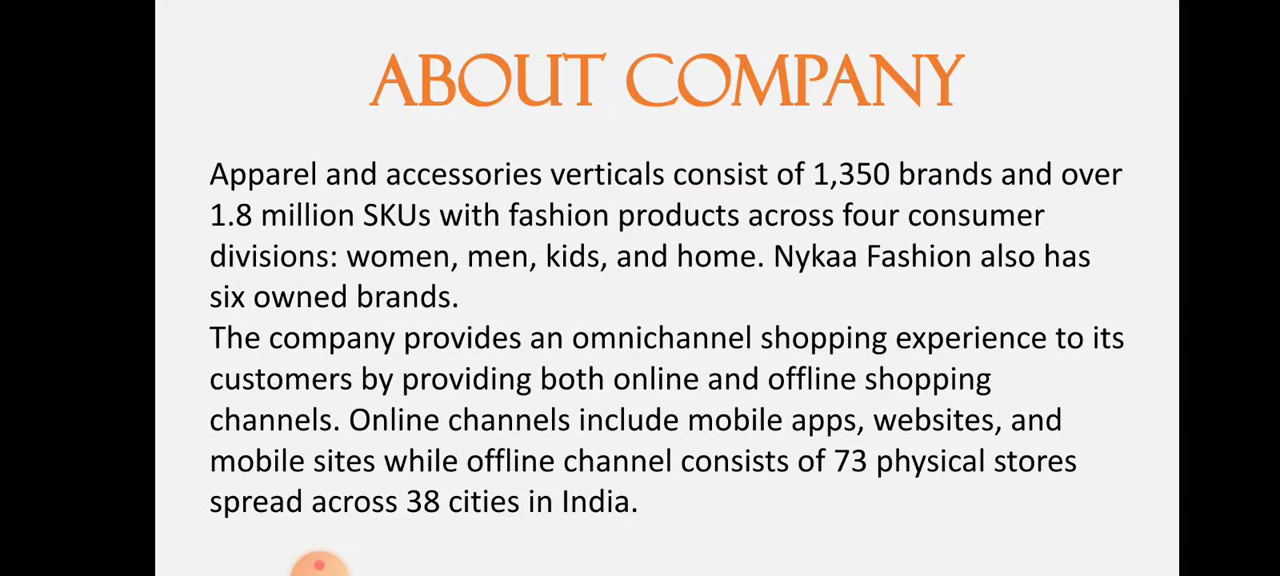 ABOUT COMPANY
Apparel and accessories verticals consist of 1,350 brands and over
1.8 million SKUs with fashion products across four consumer
divisions: women, men, kids, and home. Nykaa Fashion also has
six owned brands.
The company provides an omnichannel shopping experience to its
customers by providing both online and offline shopping
channels. Online channels include mobile apps, websites, and
mobile sites while offline channel consists of 73 physical stores
spread across 38 cities in India.